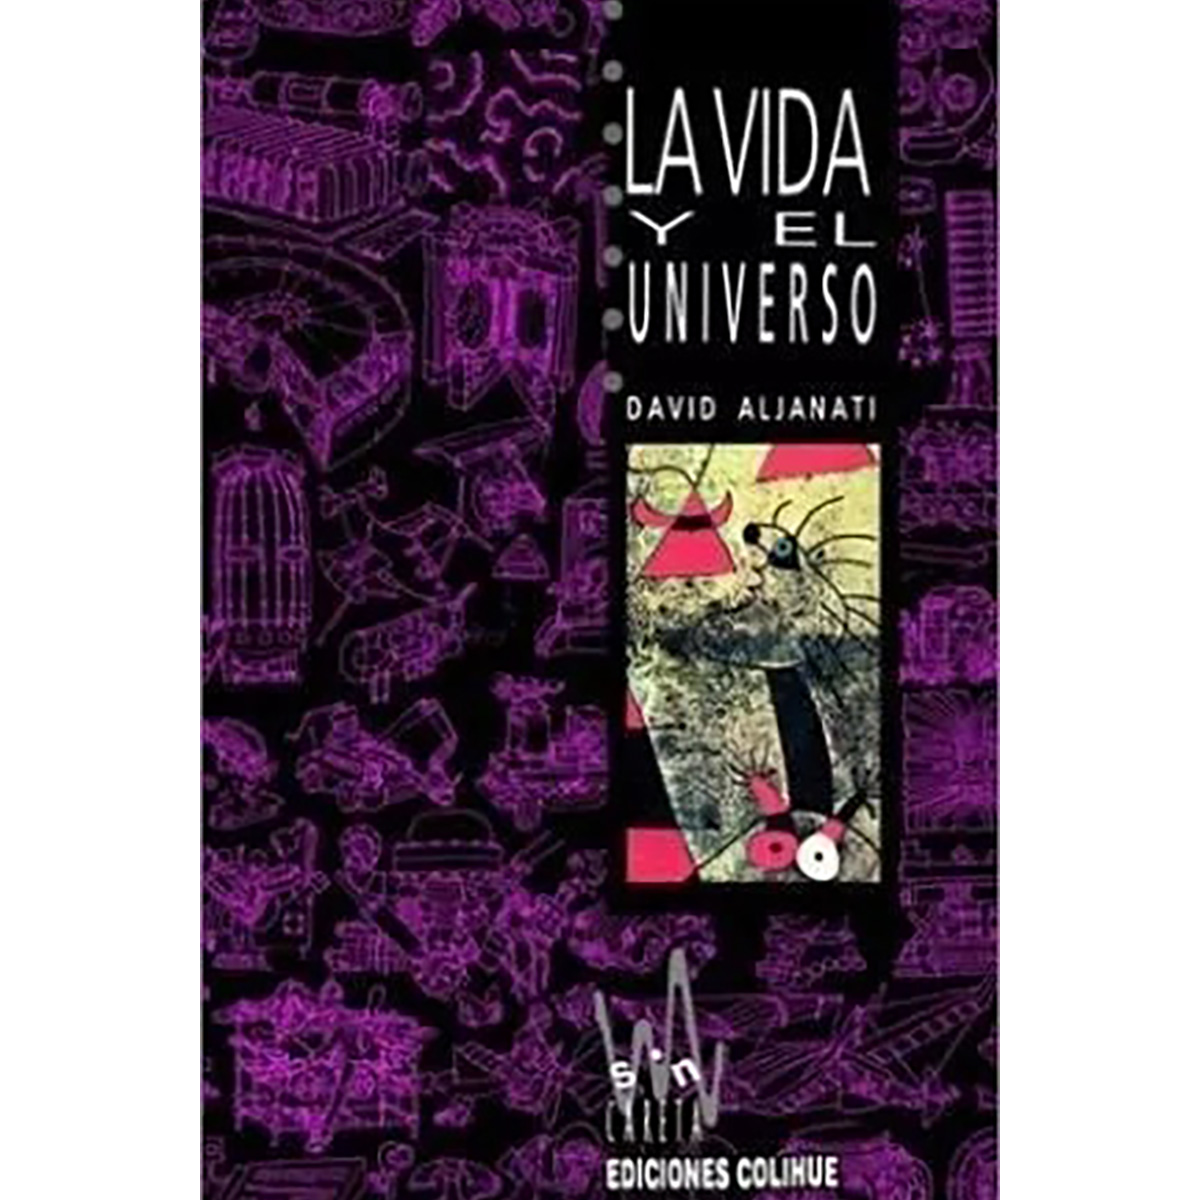 LA VIDA
Y EL
UNIVERSO
DAVID ALJANATI
sin
CARETA
EDICIONES COLIHUE